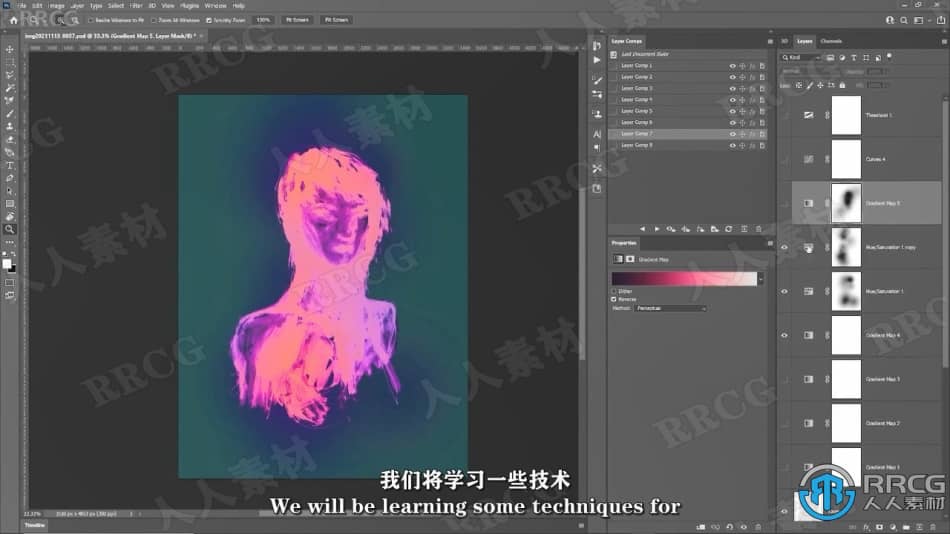 File Edit Image Layer Type Select Filter 3D View Plugins Window Help
Resize Windows to Fit Zoom All Windows Scrubby Zoom 100% Fit Screen Fill Screen
img20211115_0007.psd @ 33.3% (Gradient Map 5, Layer Mask/8) *
Layer Comps
Last Document State
Layer Comp 1
Layer Comp 2
Layer Comp 3
Layer Comp 4
Layer Comp 5
Layer Comp 6
Layer Comp 7
Layer Comp 8
Properties
Gradient Map
Dither
Reverse
Method: Perceptual
3D Layers Channels
Kind
Normal
Lock:
Threshold 1
Curves 4
Gradient Map 5
Hue/Saturation 1 copy
Hue/Saturation 1
Gradient Map 4
Gradient Map 3
Gradient Map 2
Gradient Map 1
33.33%
Timeline
我们将学习一些技术
We will be learning some techniques for
RRCG
人人素材